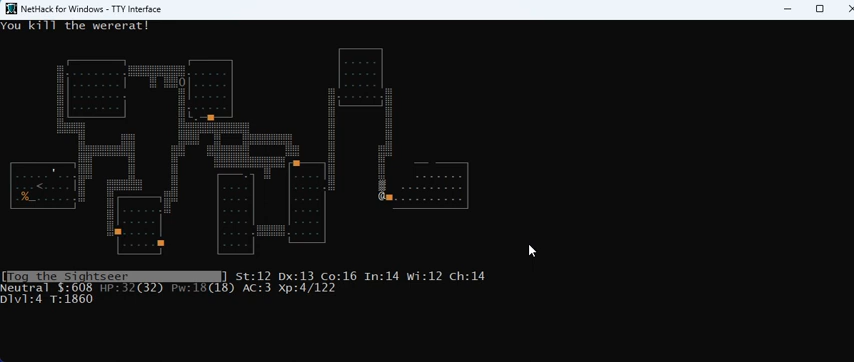 NetHack for Windows - TTY Interface
You kill the wererat!
[Tog the Sightseer] St:12 Dx:13 Co:16 In:14 Wi:12 Ch:14
Neutral $:608 HP:32(32) Pw:18(18) AC:3 Xp:4/122
Dlvl:4 T:1860